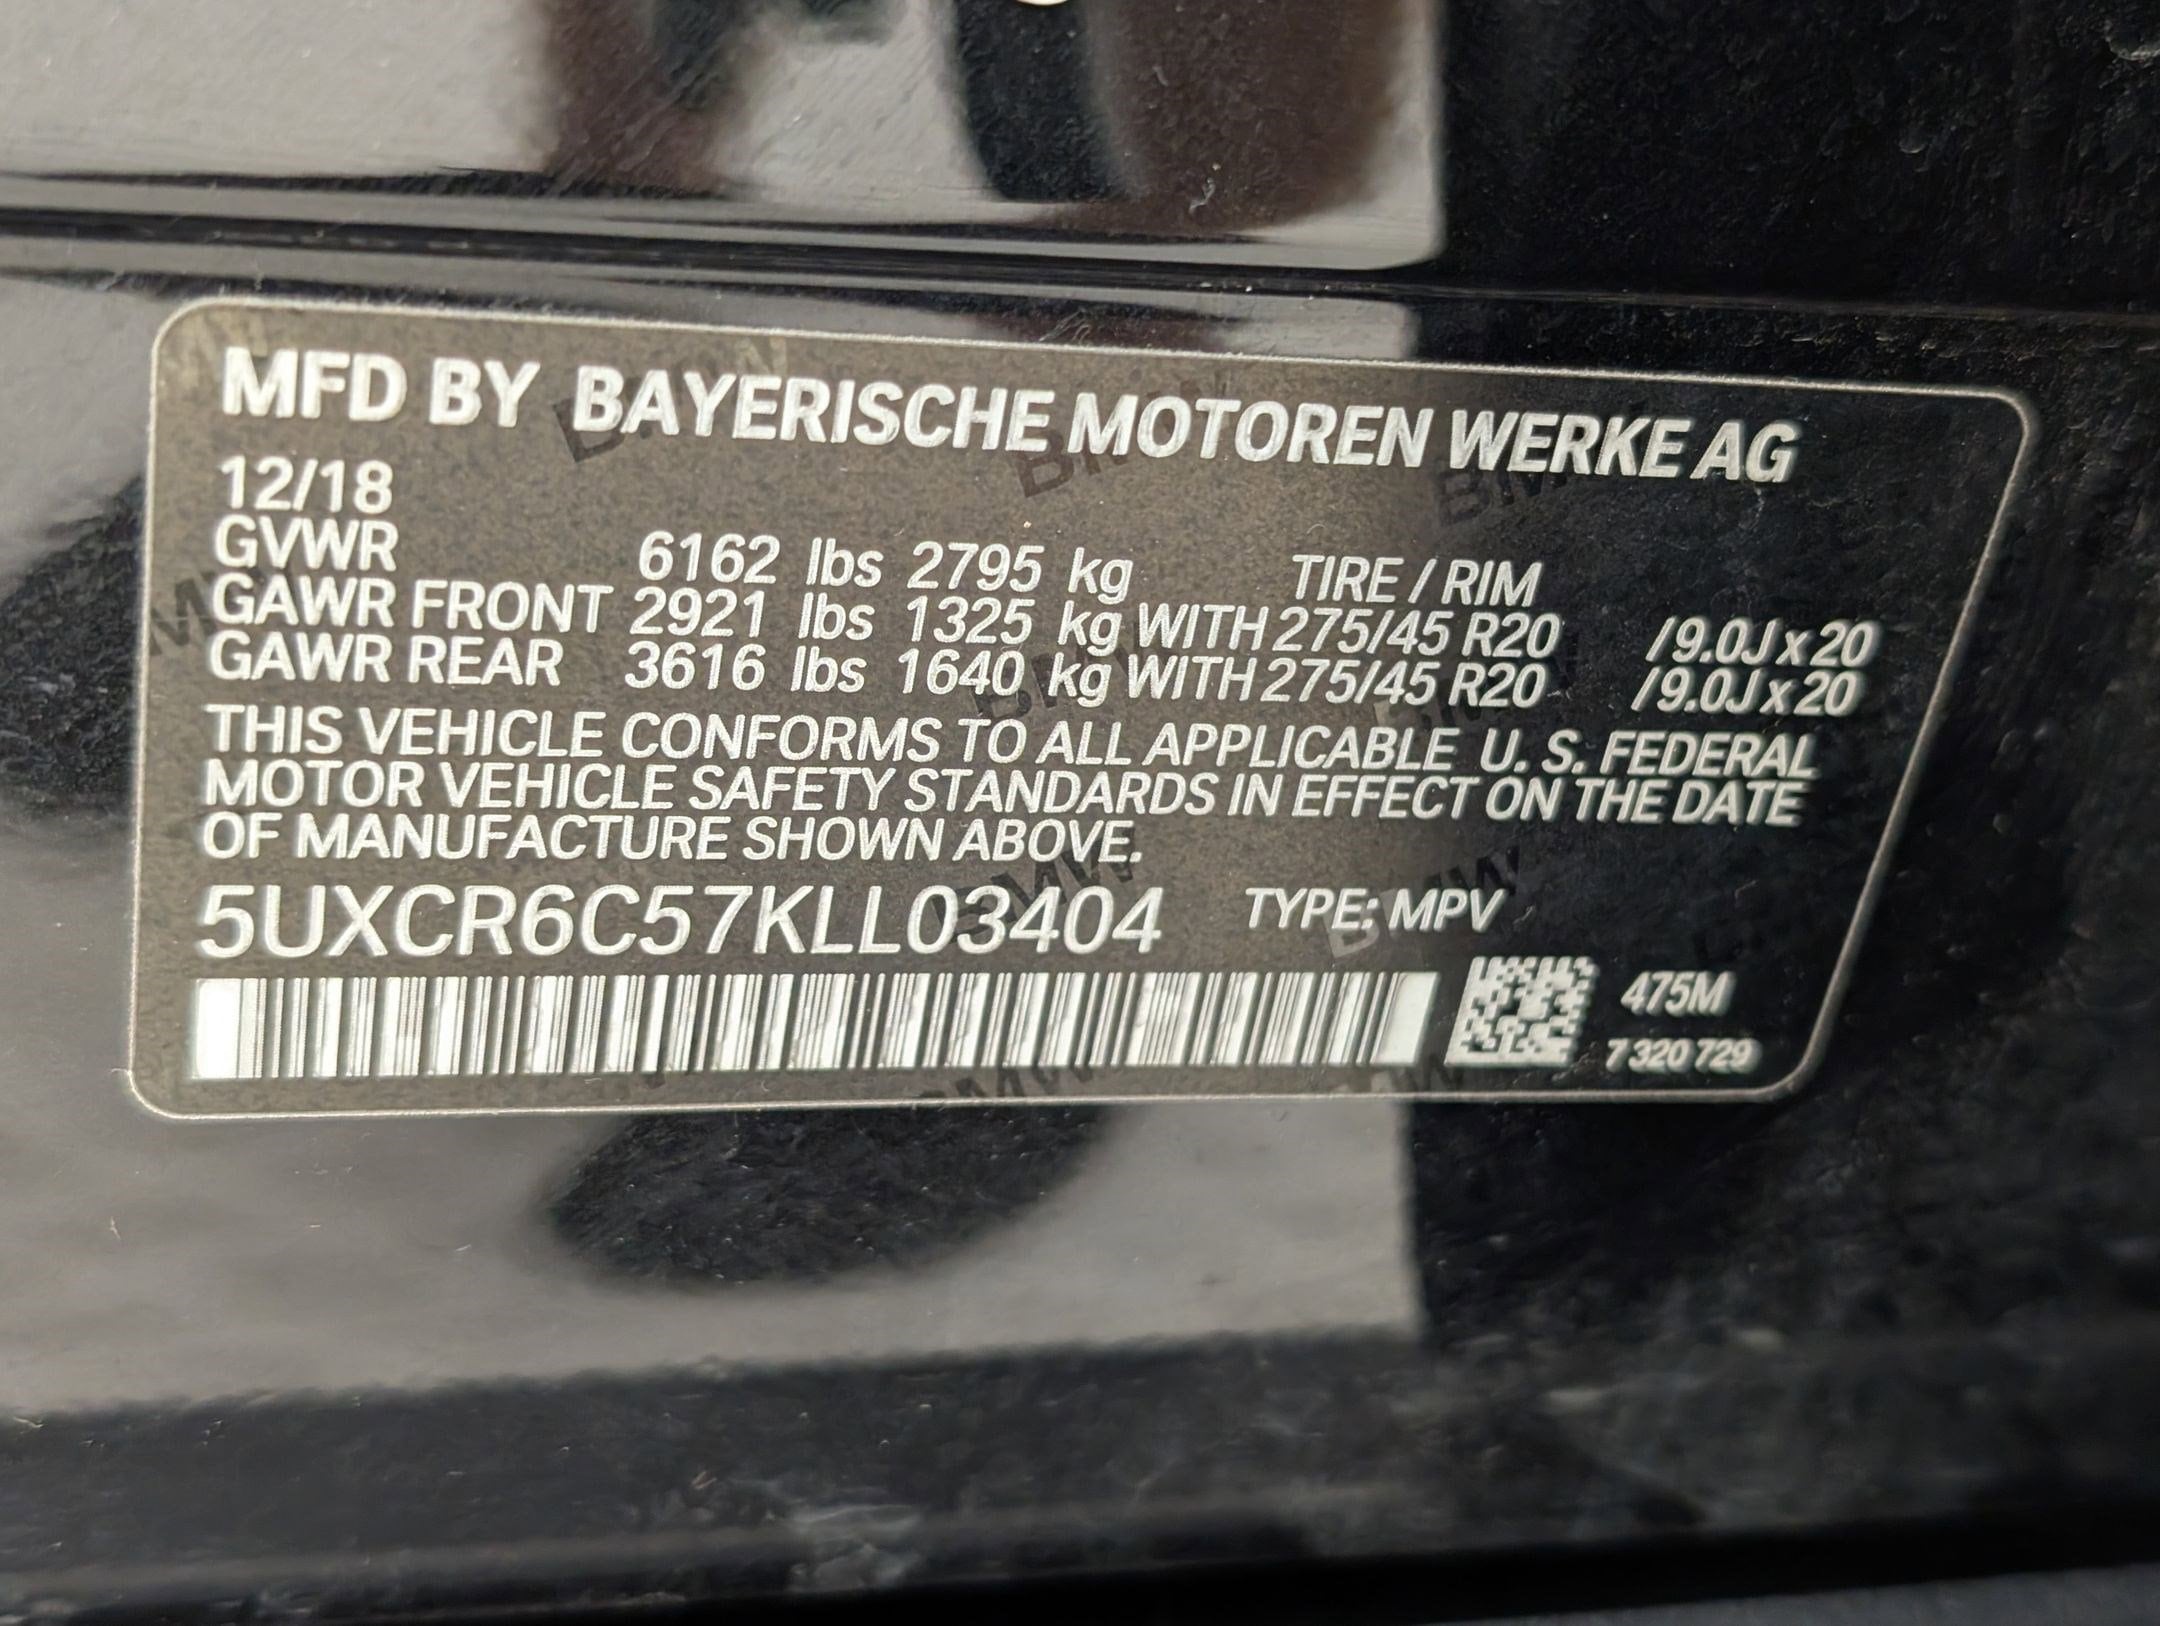 MFD BY BAYERISCHE MOTOREN WERKE AG
12/18
GVWR 6162 lbs 2795 kg TIRE / RIM
GAWR FRONT 2921 lbs 1325 kg WITH 275/45 R20 /9.0J x 20
GAWR REAR 3616 lbs 1640 kg WITH 275/45 R20 /9.0J x 20
THIS VEHICLE CONFORMS TO ALL APPLICABLE U. S. FEDERAL
MOTOR VEHICLE SAFETY STANDARDS IN EFFECT ON THE DATE
OF MANUFACTURE SHOWN ABOVE.
5UXCR6C57KLL03404 TYPE: MPV
475M
7 320 729